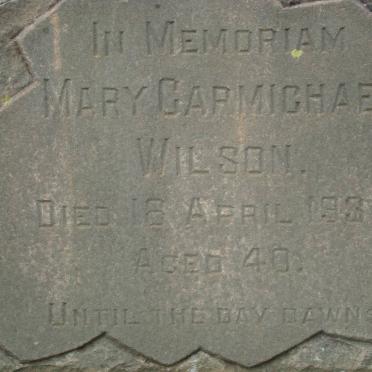 In Memoriam
Mary Carmichae
Wilson.
Died 18 April 193
Aged 40.
Until the day dawns